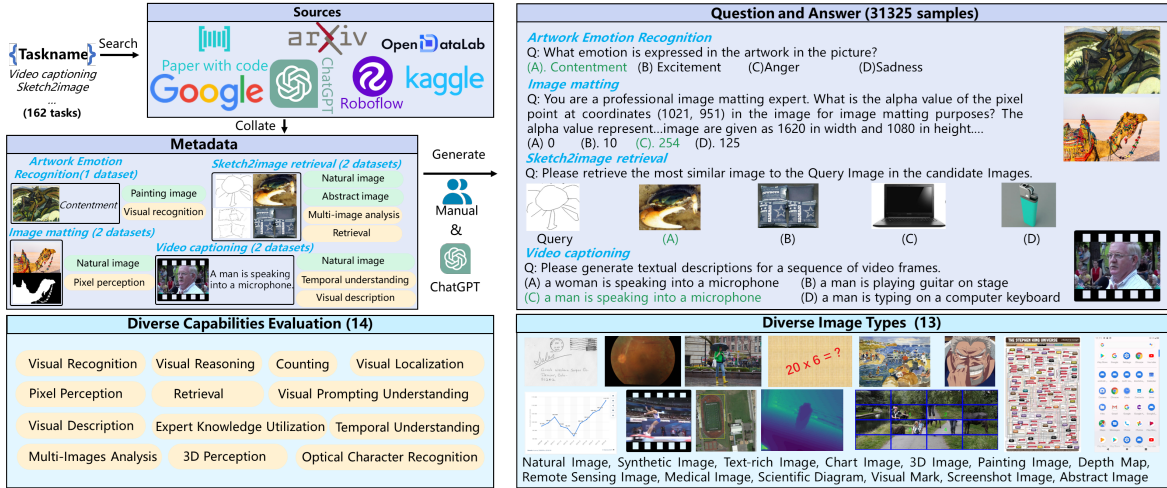 Sources
{Taskname}
Search
Video captioning
Sketch2image
...
(162 tasks)
Paper with code
arXiv
OpenDataLab
Google
ChatGPT
Roboflow
kaggle
Collate
Metadata
Artwork Emotion
Recognition(1 dataset)
Contentment
Painting image
Visual recognition
Sketch2image retrieval (2 datasets)
Natural image
Abstract image
Multi-image analysis
Retrieval
Image matting (2 datasets)
Natural image
Pixel perception
Video captioning (2 datasets)
A man is speaking
into a microphone.
Natural image
Temporal understanding
Visual description
Generate
Manual
&
ChatGPT
Question and Answer (31325 samples)
Artwork Emotion Recognition
Q: What emotion is expressed in the artwork in the picture?
(A). Contentment (B) Excitement (C)Anger (D)Sadness
Image matting
Q: You are a professional image matting expert. What is the alpha value of the pixel
point at coordinates (1021, 951) in the image for image matting purposes? The
alpha value represent...image are given as 1620 in width and 1080 in height....
(A) 0 (B). 10 (C). 254 (D). 125
Sketch2image retrieval
Q: Please retrieve the most similar image to the Query Image in the candidate Images.
Query (A) (B) (C) (D)
Video captioning
Q: Please generate textual descriptions for a sequence of video frames.
(A) a woman is speaking into a microphone (B) a man is playing guitar on stage
(C) a man is speaking into a microphone (D) a man is typing on a computer keyboard
Diverse Capabilities Evaluation (14)
Visual Recognition Visual Reasoning Counting Visual Localization
Pixel Perception Retrieval Visual Prompting Understanding
Visual Description Expert Knowledge Utilization Temporal Understanding
Multi-Images Analysis 3D Perception Optical Character Recognition
Diverse Image Types (13)
20 x 6 = ?
THE STEPHEN KING UNIVERSE
Natural Image, Synthetic Image, Text-rich Image, Chart Image, 3D Image, Painting Image, Depth Map,
Remote Sensing Image, Medical Image, Scientific Diagram, Visual Mark, Screenshot Image, Abstract Image